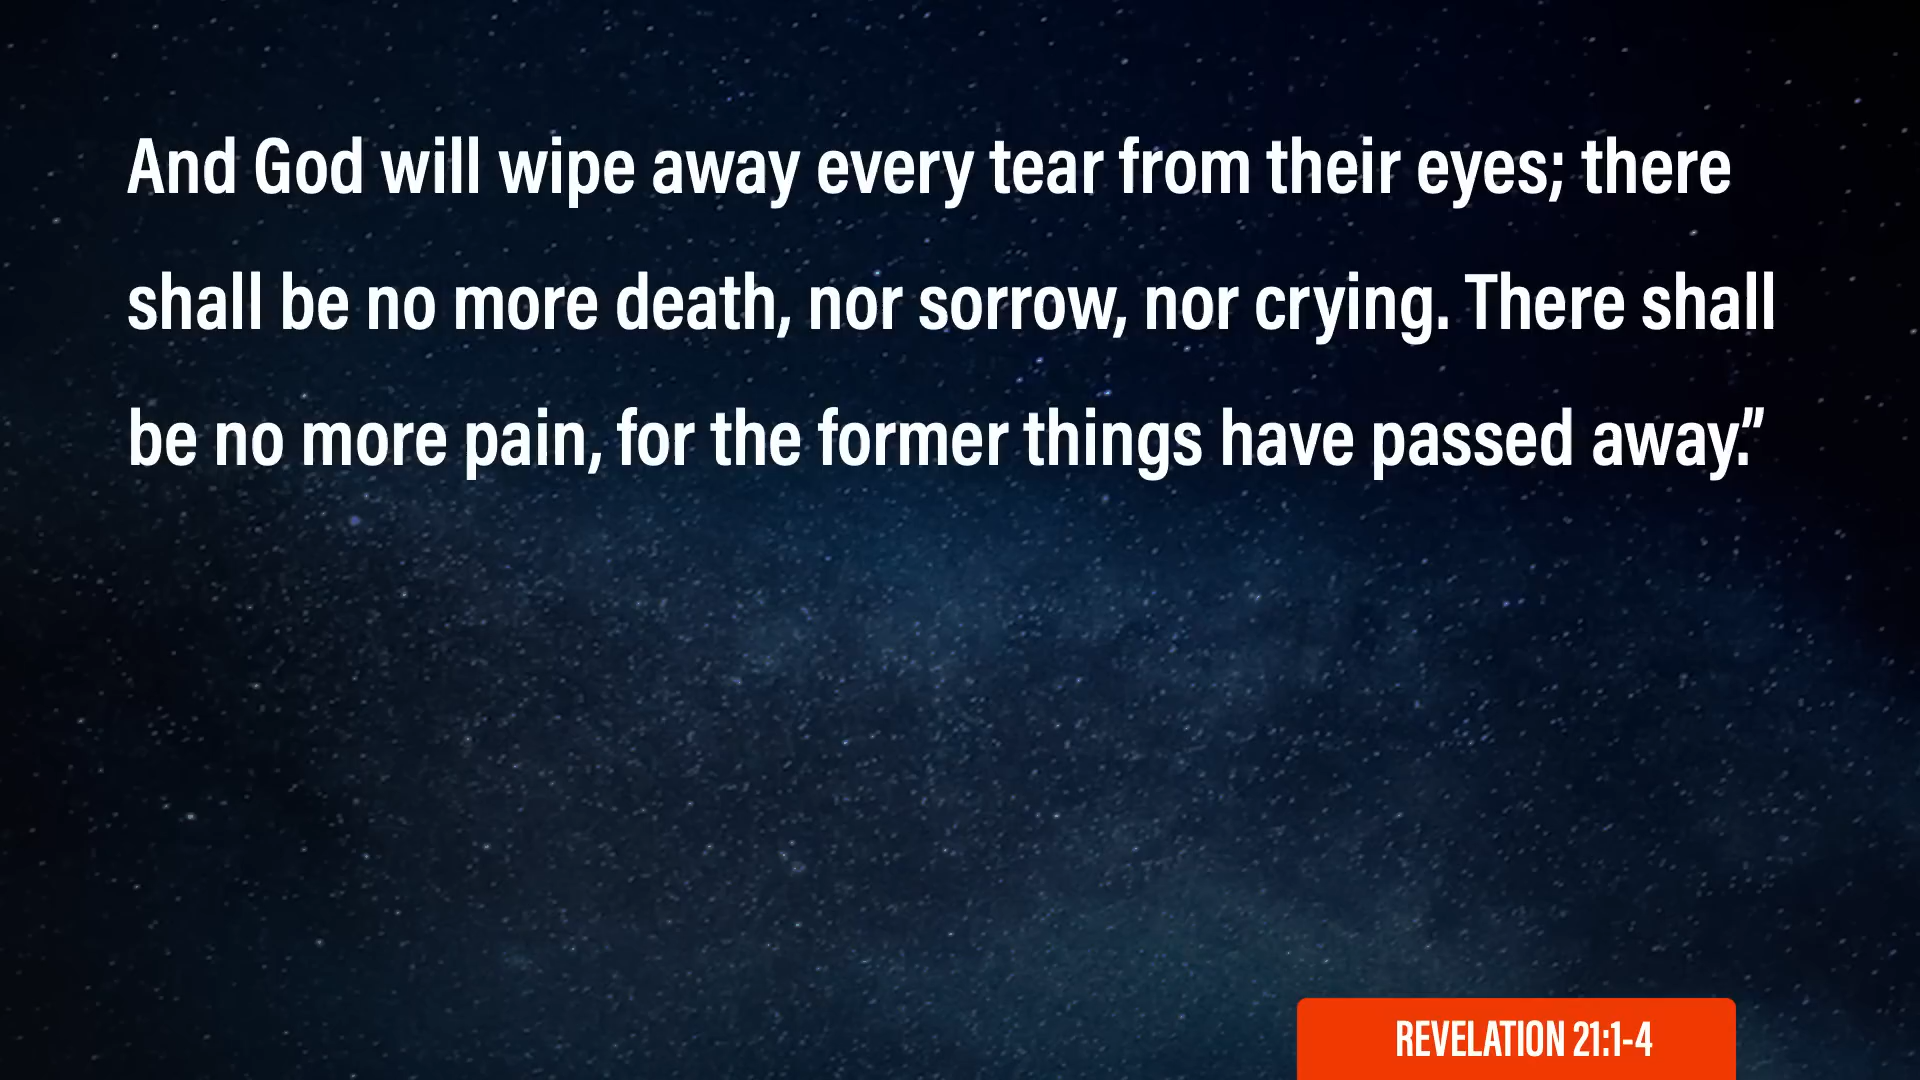 And God will wipe away every tear from their eyes; there
shall be no more death, nor sorrow, nor crying. There shall
be no more pain, for the former things have passed away.”
REVELATION 21:1-4